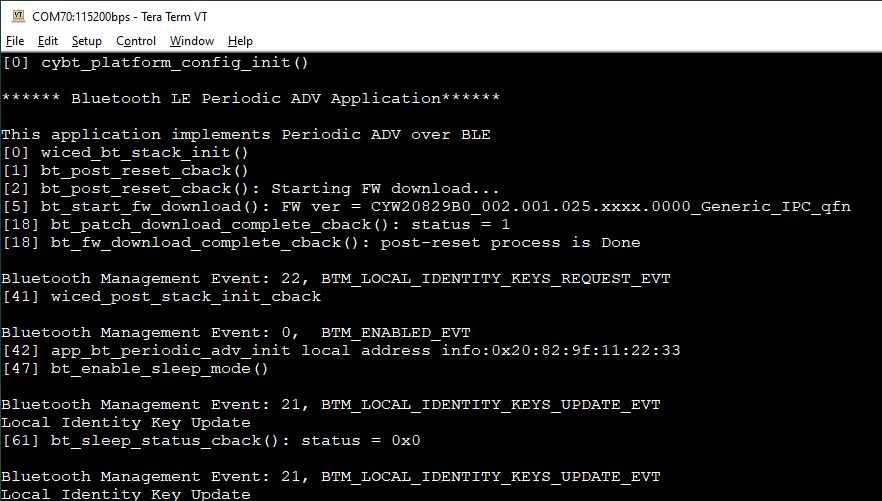 COM70:115200bps - Tera Term VT
File Edit Setup Control Window Help
[0] cybt_platform_config_init()
****** Bluetooth LE Periodic ADV Application******
This application implements Periodic ADV over BLE
[0] wiced_bt_stack_init()
[1] bt_post_reset_cback()
[2] bt_post_reset_cback(): Starting FW download...
[5] bt_start_fw_download(): FW ver = CYW20829B0_002.001.025.xxxx.0000_Generic_IPC_qfn
[18] bt_patch_download_complete_cback(): status = 1
[18] bt_fw_download_complete_cback(): post-reset process is Done
Bluetooth Management Event: 22, BTM_LOCAL_IDENTITY_KEYS_REQUEST_EVT
[41] wiced_post_stack_init_cback
Bluetooth Management Event: 0,  BTM_ENABLED_EVT
[42] app_bt_periodic_adv_init local address info:0x20:82:9f:11:22:33
[47] bt_enable_sleep_mode()
Bluetooth Management Event: 21, BTM_LOCAL_IDENTITY_KEYS_UPDATE_EVT
Local Identity Key Update
[61] bt_sleep_status_cback(): status = 0x0
Bluetooth Management Event: 21, BTM_LOCAL_IDENTITY_KEYS_UPDATE_EVT
Local Identity Key Update